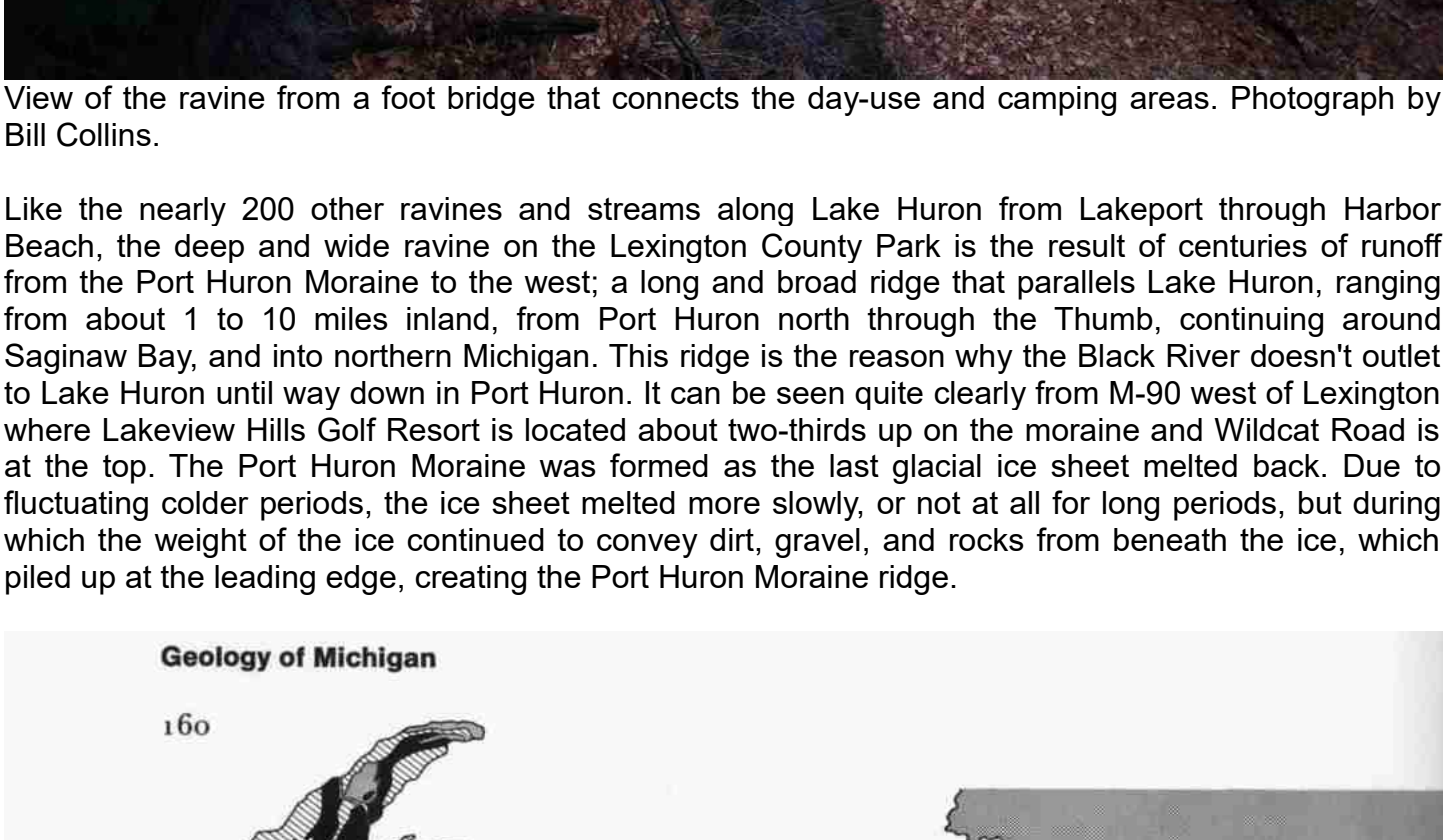 View of the ravine from a foot bridge that connects the day-use and camping areas. Photograph by
Bill Collins.
Like the nearly 200 other ravines and streams along Lake Huron from Lakeport through Harbor
Beach, the deep and wide ravine on the Lexington County Park is the result of centuries of runoff
from the Port Huron Moraine to the west; a long and broad ridge that parallels Lake Huron, ranging
from about 1 to 10 miles inland, from Port Huron north through the Thumb, continuing around
Saginaw Bay, and into northern Michigan. This ridge is the reason why the Black River doesn't outlet
to Lake Huron until way down in Port Huron. It can be seen quite clearly from M-90 west of Lexington
where Lakeview Hills Golf Resort is located about two-thirds up on the moraine and Wildcat Road is
at the top. The Port Huron Moraine was formed as the last glacial ice sheet melted back. Due to
fluctuating colder periods, the ice sheet melted more slowly, or not at all for long periods, but during
which the weight of the ice continued to convey dirt, gravel, and rocks from beneath the ice, which
piled up at the leading edge, creating the Port Huron Moraine ridge.
Geology of Michigan
160